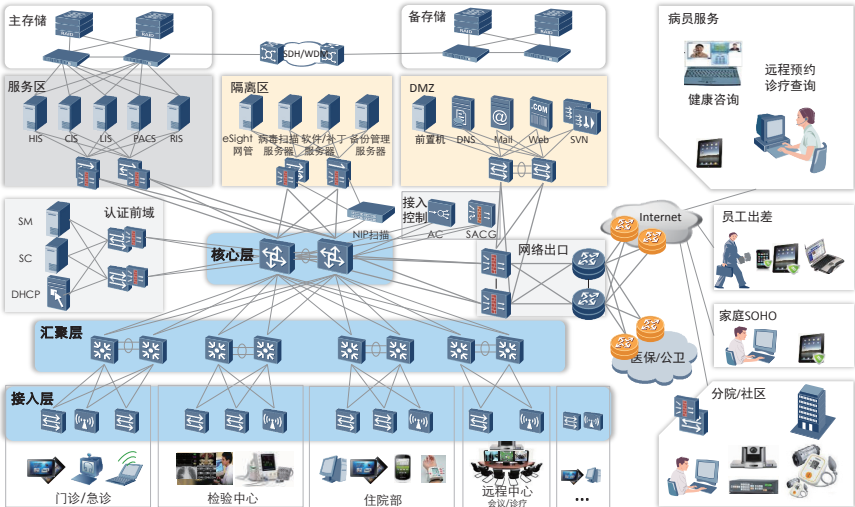 主存储
RAID
RAID
SDH/WDM
备存储
RAID
RAID
病员服务
健康咨询
远程预约
诊疗查询
服务区
HIS
CIS
LIS
PACS
RIS
隔离区
eSight
网管
病毒扫描
服务器
软件/补丁
服务器
备份管理
服务器
DMZ
前置机
DNS
Mail
.COM
Web
SVN
认证前域
SM
SC
DHCP
NIP扫描
接入
控制
AC
SACG
核心层
网络出口
Internet
员工出差
汇聚层
医保/公卫
家庭SOHO
接入层
分院/社区
门诊/急诊
检验中心
住院部
远程中心
会议/诊疗
...